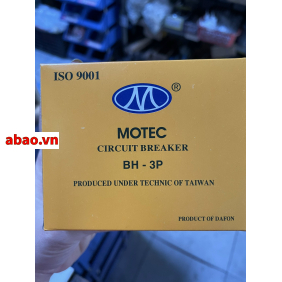 ISO 9001
M
®
abao.vn
MOTEC
CIRCUIT BREAKER
BH - 3P
PRODUCED UNDER TECHNIC OF TAIWAN
PRODUCT OF DAFON